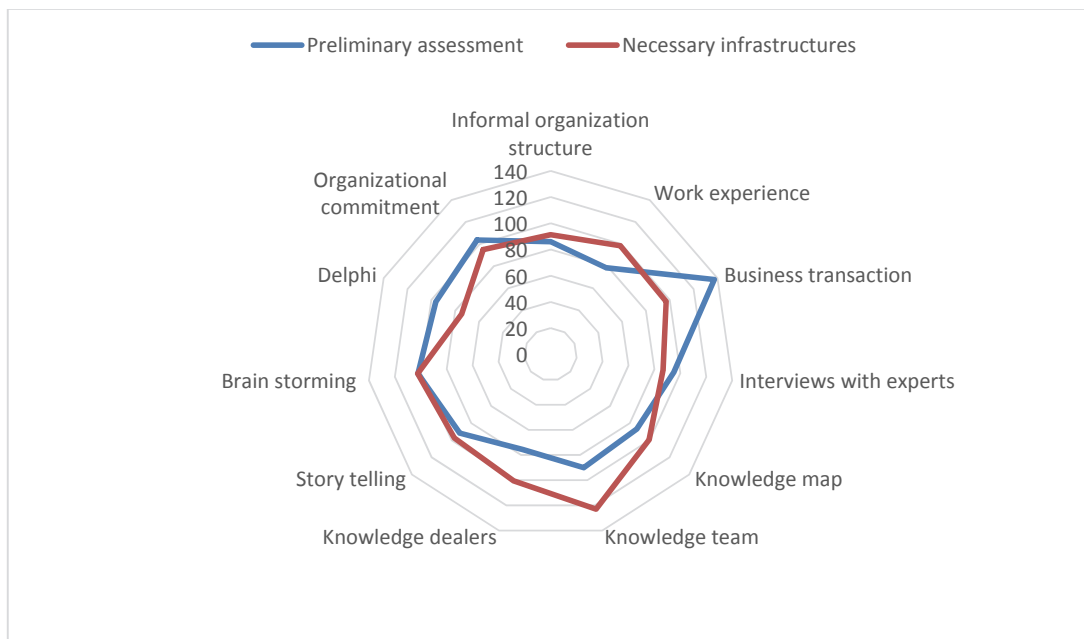 Preliminary assessment
Necessary infrastructures
Informal organization
structure
Work experience
Business transaction
Interviews with experts
Knowledge map
Knowledge team
Knowledge dealers
Story telling
Brain storming
Delphi
Organizational
commitment
140
120
100
80
60
40
20
0